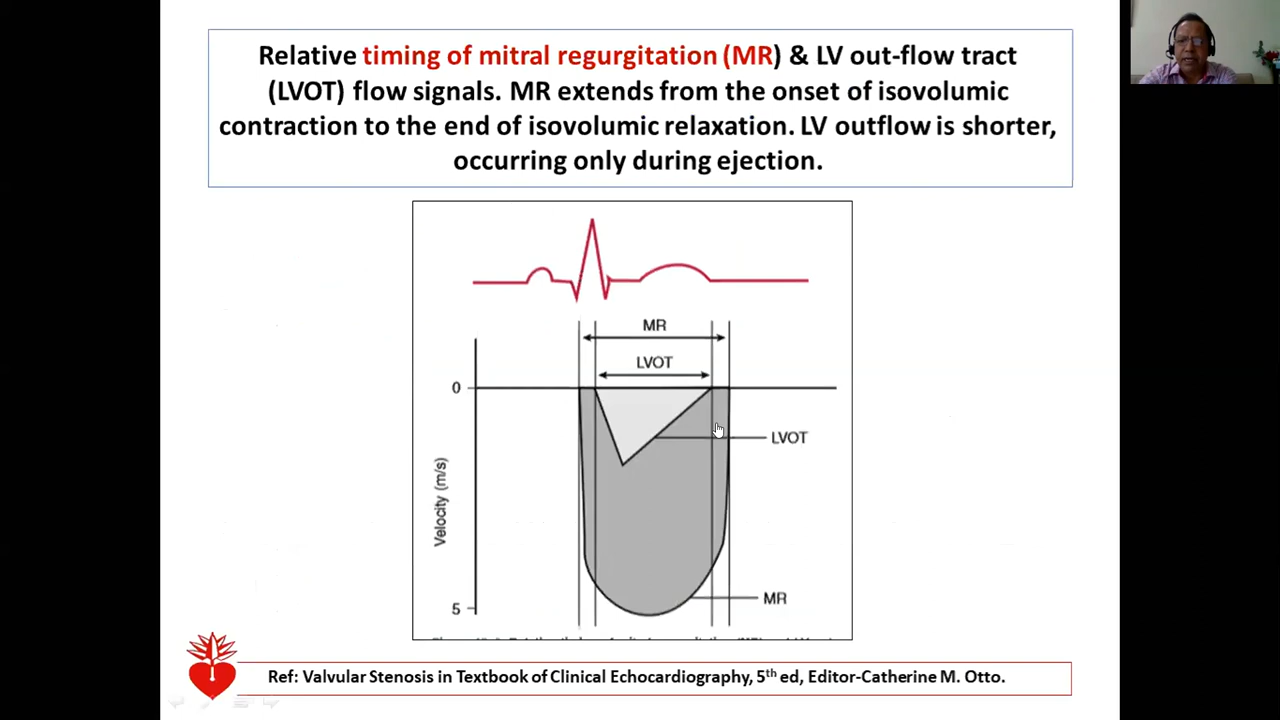 Relative timing of mitral regurgitation (MR) & LV out-flow tract
(LVOT) flow signals. MR extends from the onset of isovolumic
contraction to the end of isovolumic relaxation. LV outflow is shorter,
occurring only during ejection.
MR
LVOT
0
LVOT
Velocity (m/s)
MR
5
Ref: Valvular Stenosis in Textbook of Clinical Echocardiography, 5th ed, Editor-Catherine M. Otto.